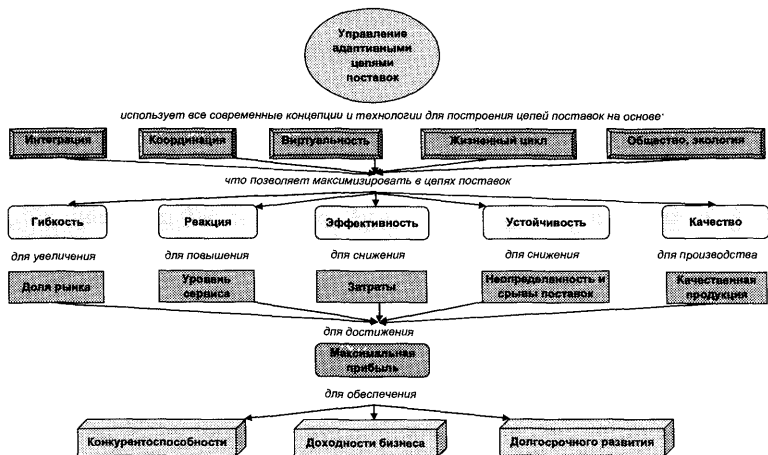 Управление
адаптивными
цепями
поставок
использует все современные концепции и технологии для построения цепей поставок на основе:
Интеграция Координация Виртуальность Жизненный цикл Общество, экология
что позволяет максимизировать в цепях поставок
Гибкость Реакция Эффективность Устойчивость Качество
для увеличения для повышения для снижения для снижения для производства
Доля рынка Уровень сервиса Затраты Неопределенность и срывы поставок Качественная продукция
для достижения
Максимальная
прибыль
для обеспечения
Конкурентоспособности Доходности бизнеса Долгосрочного развития